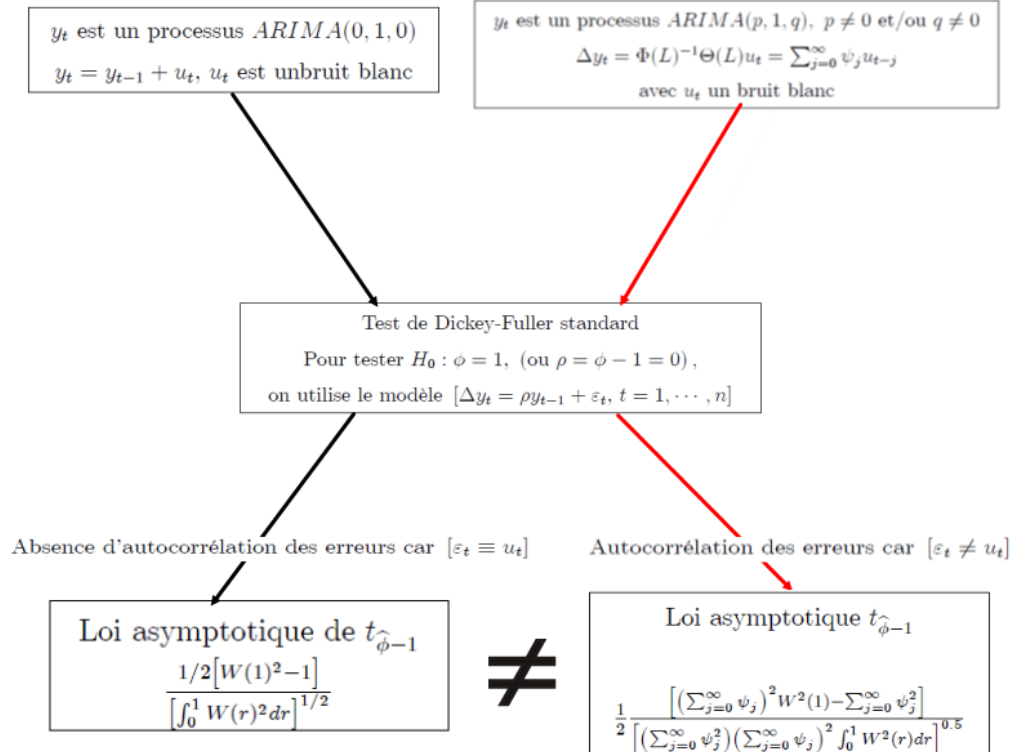 y_t est un processus ARIMA(0, 1, 0)
y_t = y_{t−1} + u_t, u_t est unbruit blanc
y_t est un processus ARIMA(p, 1, q), p ≠ 0 et/ou q ≠ 0
Δy_t = Φ(L)^{−1}Θ(L)u_t = ∑_{j=0}^{∞} ψ_j u_{t−j}
avec u_t un bruit blanc
Test de Dickey-Fuller standard
Pour tester H_0 : ϕ = 1, (ou ρ = ϕ − 1 = 0),
on utilise le modèle [Δy_t = ρy_{t−1} + ε_t, t = 1, ⋯ , n]
Absence d'autocorrélation des erreurs car [ε_t ≡ u_t]
Autocorrélation des erreurs car [ε_t ≠ u_t]
Loi asymptotique de t_{\hat{ϕ}−1}
1/2[W(1)^2−1]
[∫_0^1 W(r)^2 dr]^{1/2}
≠
Loi asymptotique t_{\hat{ϕ}−1}
1/2 [(∑_{j=0}^{∞} ψ_j)^2 W^2(1)−∑_{j=0}^{∞} ψ_j^2]
[(∑_{j=0}^{∞} ψ_j^2)(∑_{j=0}^{∞} ψ_j)^2 ∫_0^1 W^2(r)dr]^{0.5}